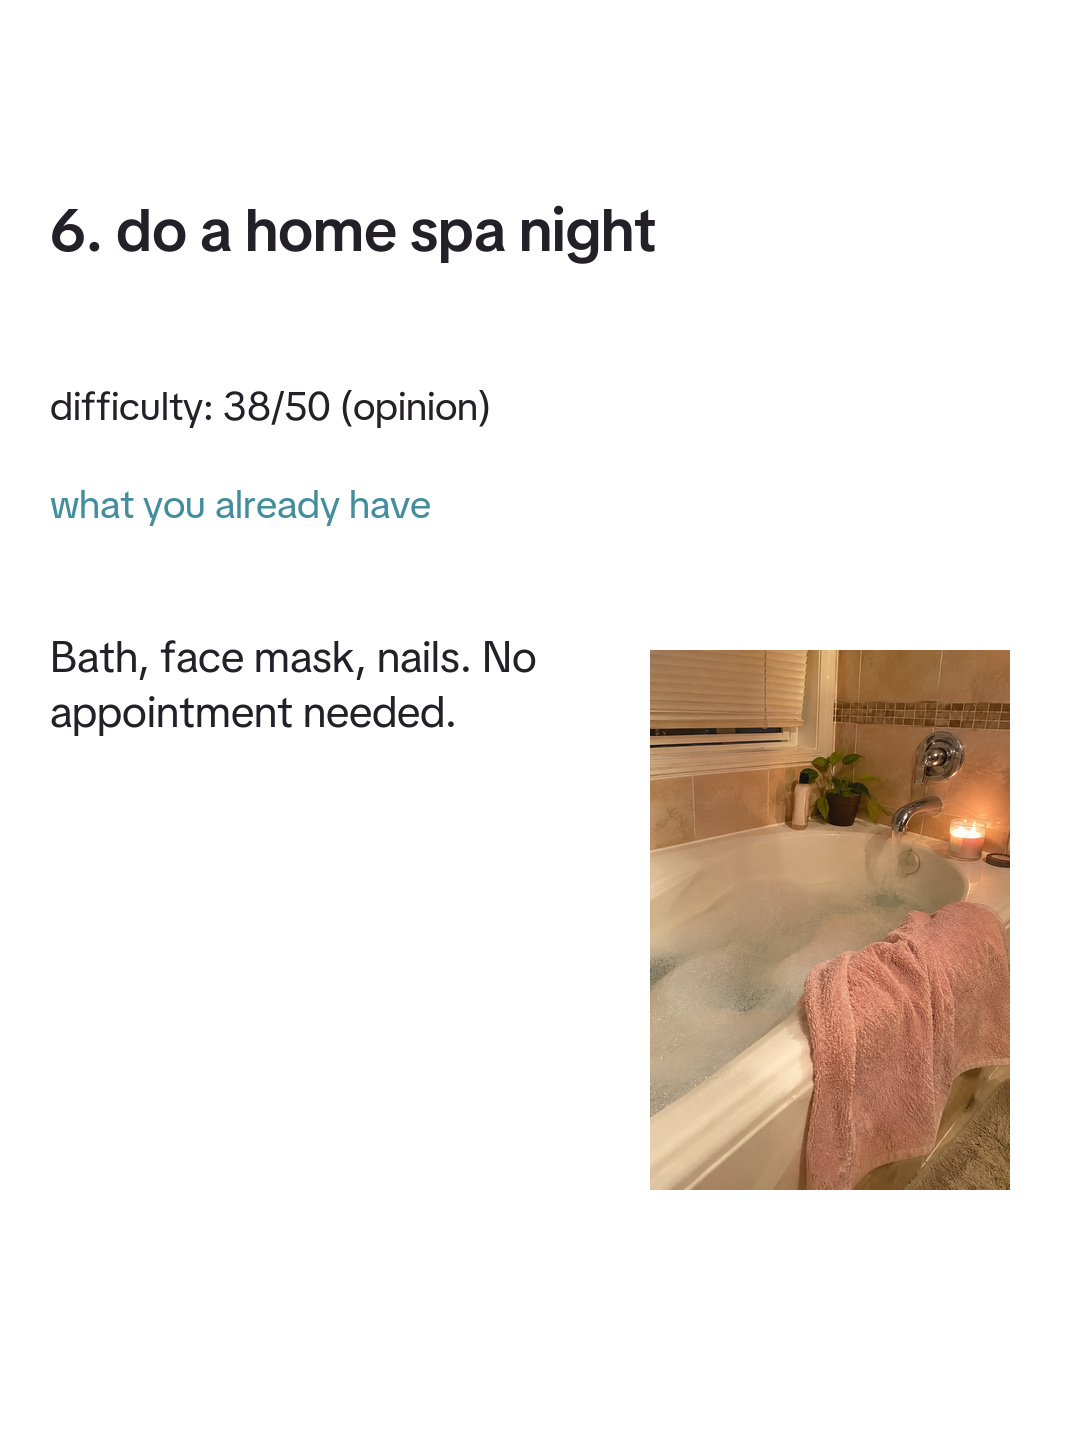 6. do a home spa night
difficulty: 38/50 (opinion)
what you already have
Bath, face mask, nails. No
appointment needed.